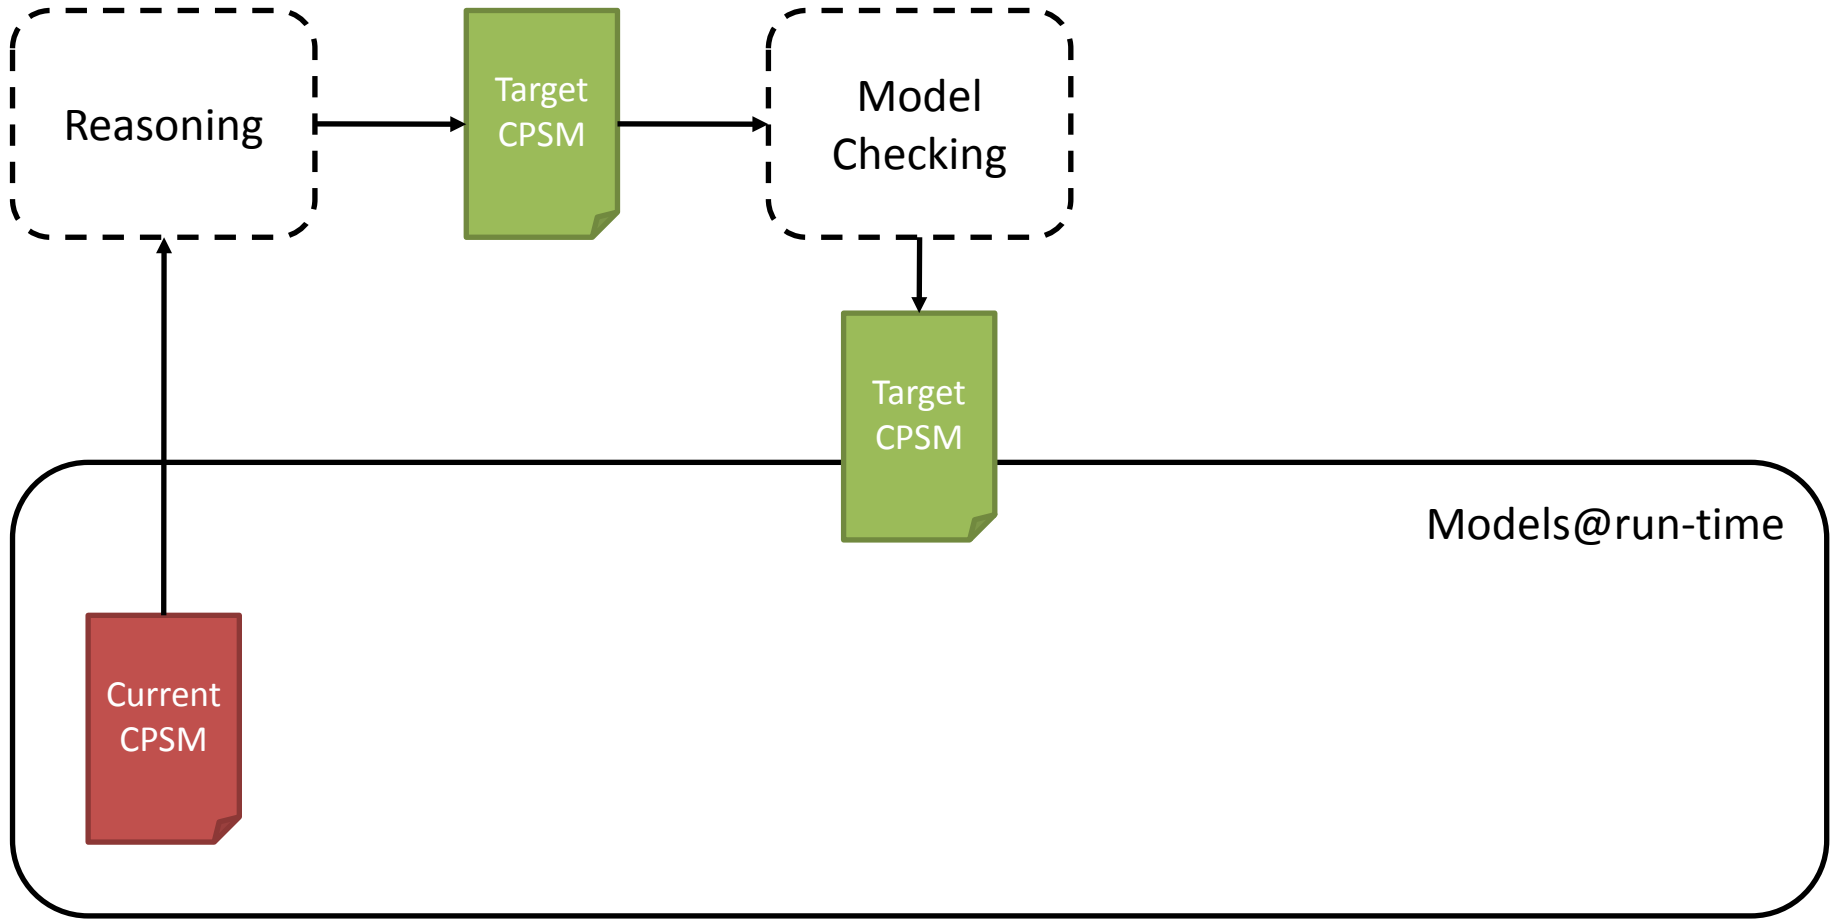 Reasoning
Target
CPSM
Model
Checking
Target
CPSM
Models@run-time
Current
CPSM